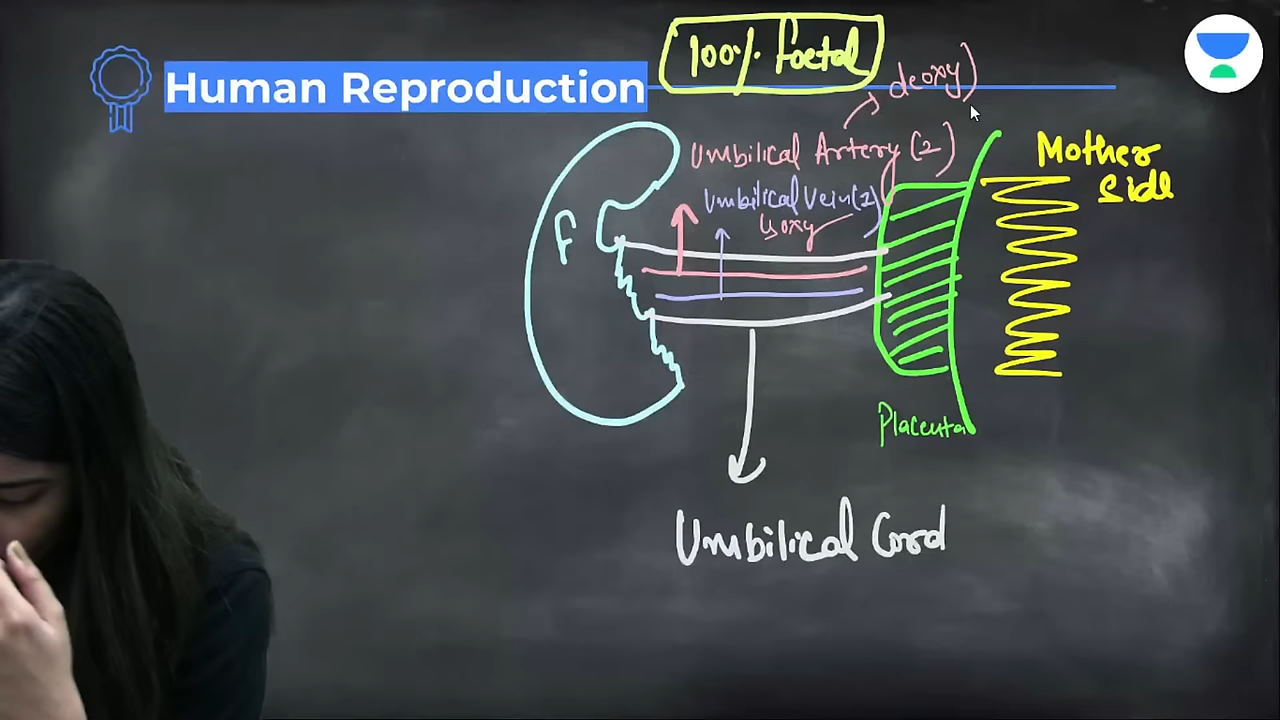 100% foetal
Human Reproduction
deoxy)
Umbilical Artery (2)
Mother
Side
Umbilical Vein(1)
↳oxy
F
Placenta
Umbilical Cord